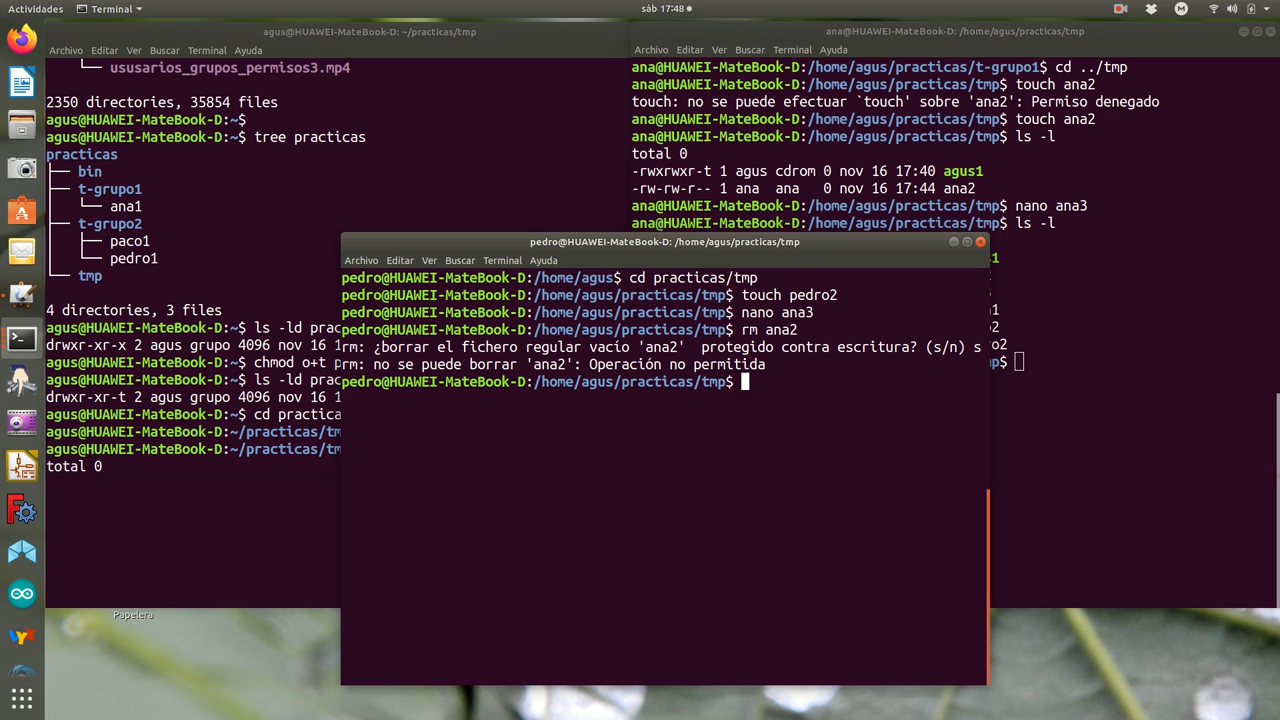 Actividades
Terminal
sáb 17:48
agus@HUAWEI-MateBook-D: ~/practicas/tmp
Archivo Editar Ver Buscar Terminal Ayuda
ususarios_grupos_permisos3.mp4
2350 directories, 35854 files
agus@HUAWEI-MateBook-D:~$
agus@HUAWEI-MateBook-D:~$ tree practicas
practicas
├── bin
├── t-grupo1
│   └── ana1
├── t-grupo2
│   ├── paco1
│   └── pedro1
└── tmp
4 directories, 3 files
agus@HUAWEI-MateBook-D:~$ ls -ld prac
drwxr-xr-x 2 agus grupo 4096 nov 16 1
agus@HUAWEI-MateBook-D:~$ chmod o+t p
agus@HUAWEI-MateBook-D:~$ ls -ld prac
drwxr-xr-t 2 agus grupo 4096 nov 16 1
agus@HUAWEI-MateBook-D:~$ cd practica
agus@HUAWEI-MateBook-D:~/practicas/tm
agus@HUAWEI-MateBook-D:~/practicas/tm
total 0
ana@HUAWEI-MateBook-D: /home/agus/practicas/tmp
Archivo Editar Ver Buscar Terminal Ayuda
ana@HUAWEI-MateBook-D:/home/agus/practicas/t-grupo1$ cd ../tmp
ana@HUAWEI-MateBook-D:/home/agus/practicas/tmp$ touch ana2
touch: no se puede efectuar `touch' sobre 'ana2': Permiso denegado
ana@HUAWEI-MateBook-D:/home/agus/practicas/tmp$ touch ana2
ana@HUAWEI-MateBook-D:/home/agus/practicas/tmp$ ls -l
total 0
-rwxrwxr-t 1 agus cdrom 0 nov 16 17:40 agus1
-rw-rw-r-- 1 ana  ana   0 nov 16 17:44 ana2
ana@HUAWEI-MateBook-D:/home/agus/practicas/tmp$ nano ana3
ana@HUAWEI-MateBook-D:/home/agus/practicas/tmp$ ls -l
pedro@HUAWEI-MateBook-D: /home/agus/practicas/tmp
Archivo Editar Ver Buscar Terminal Ayuda
pedro@HUAWEI-MateBook-D:/home/agus$ cd practicas/tmp
pedro@HUAWEI-MateBook-D:/home/agus/practicas/tmp$ touch pedro2
pedro@HUAWEI-MateBook-D:/home/agus/practicas/tmp$ nano ana3
pedro@HUAWEI-MateBook-D:/home/agus/practicas/tmp$ rm ana2
rm: ¿borrar el fichero regular vacío 'ana2'  protegido contra escritura? (s/n) s
rm: no se puede borrar 'ana2': Operación no permitida
pedro@HUAWEI-MateBook-D:/home/agus/practicas/tmp$
Papelera